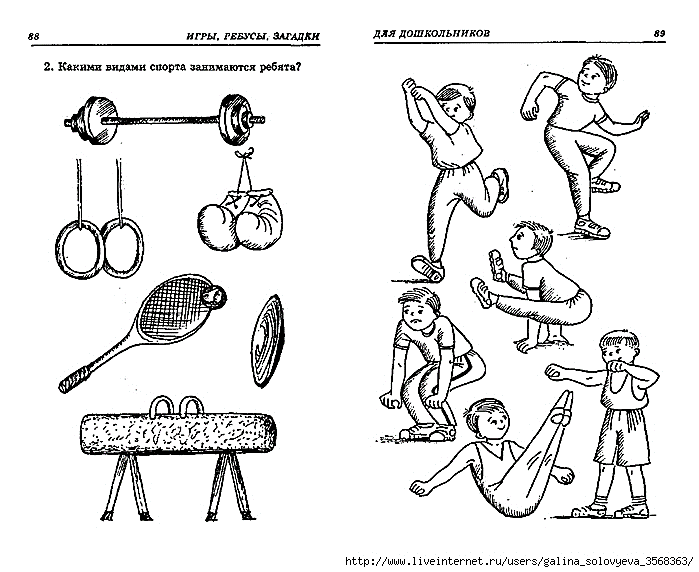 88
ИГРЫ, РЕБУСЫ, ЗАГАДКИ
2. Какими видами спорта занимаются ребята?
ДЛЯ ДОШКОЛЬНИКОВ
89
http://www.liveinternet.ru/users/galina_solovyeva_3568363/